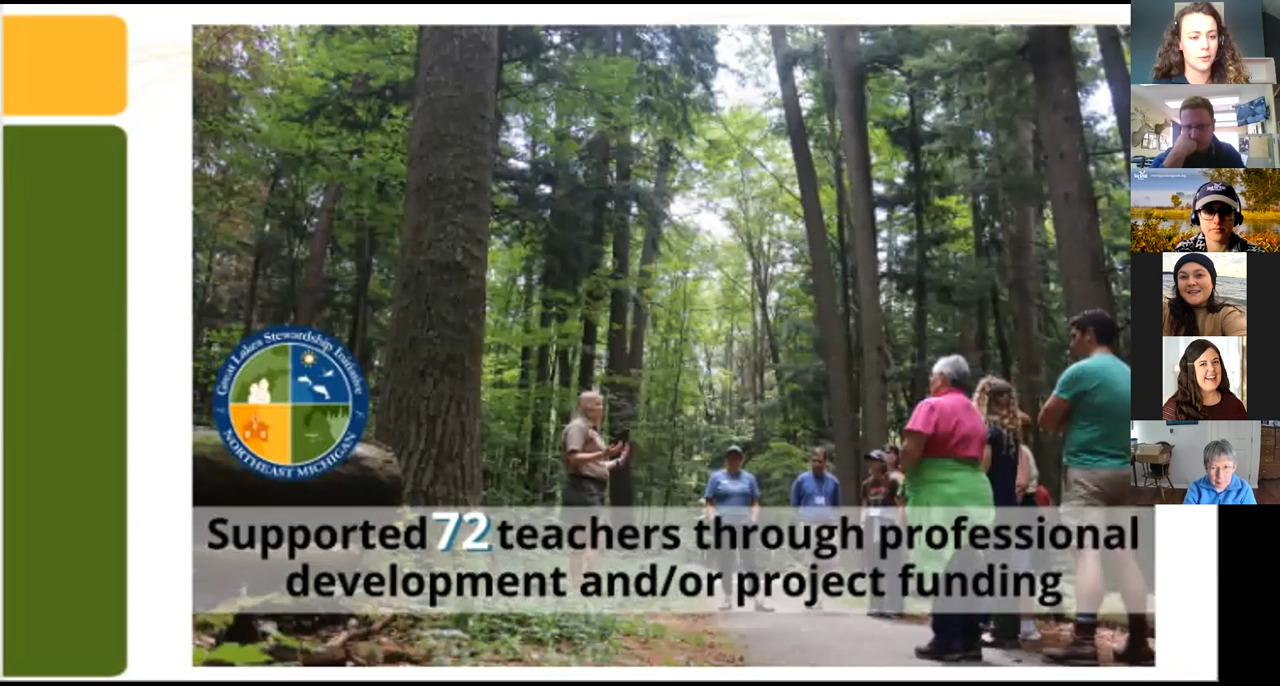 Great Lakes Stewardship Initiative
NORTHEAST MICHIGAN
Supported 72 teachers through professional
development and/or project funding